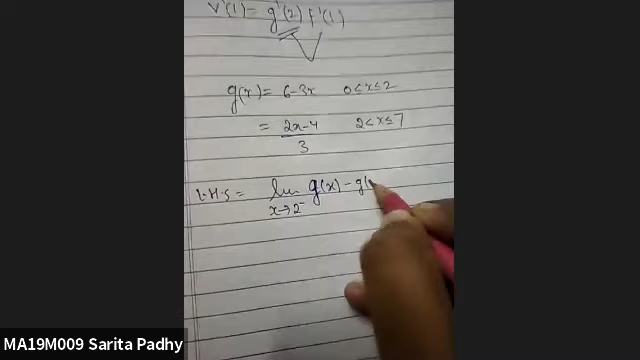 V'(1) = g'(2) f'(1)
g(x) = 6-3x 0≤x≤2
= 2x-4 2<x≤7
3
L.H.S = lim g(x) - g(
x→2⁻
MA19M009 Sarita Padhy